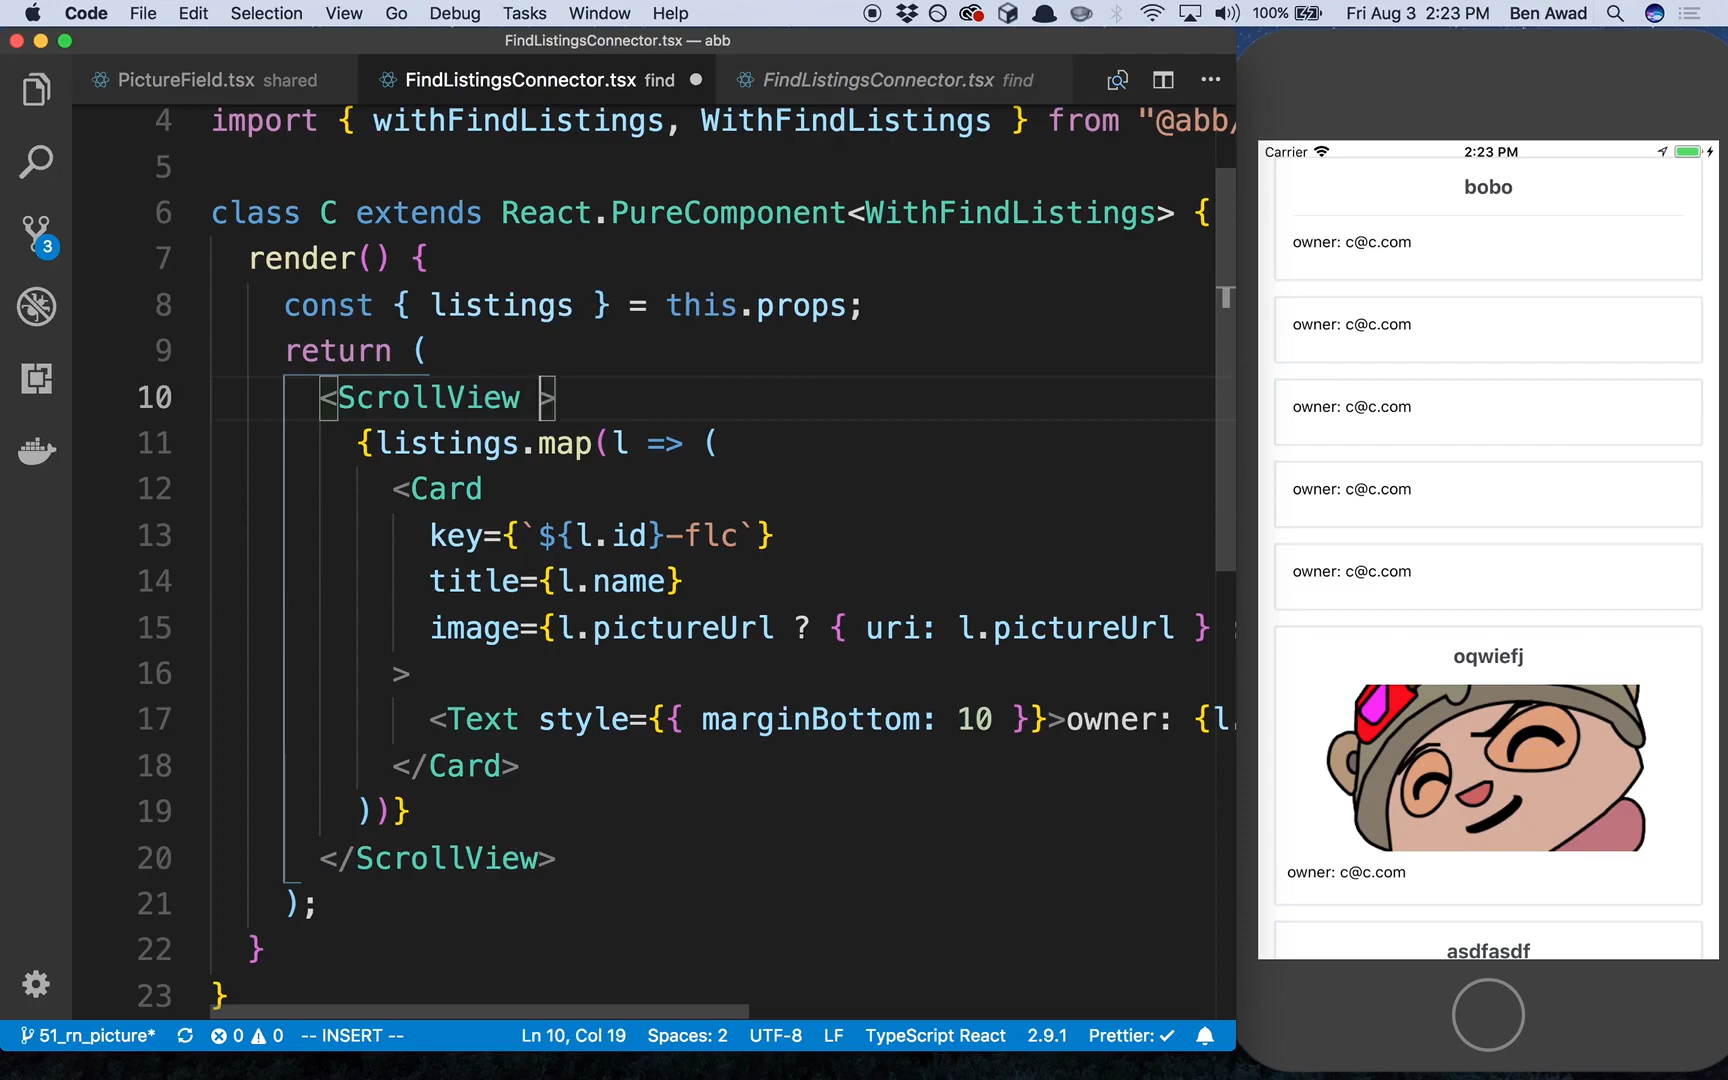 Code File Edit Selection View Go Debug Tasks Window Help 100% Fri Aug 3 2:23 PM Ben Awad
FindListingsConnector.tsx — abb
PictureField.tsx shared FindListingsConnector.tsx find FindListingsConnector.tsx find
4 import { withFindListings, WithFindListings } from "@abb/
5
6 class C extends React.PureComponent<WithFindListings> {
7 render() {
8 const { listings } = this.props;
9 return (
10 <ScrollView >
11 {listings.map(l => (
12 <Card
13 key={`${l.id}-flc`}
14 title={l.name}
15 image={l.pictureUrl ? { uri: l.pictureUrl } :
16 >
17 <Text style={{ marginBottom: 10 }}>owner: {l.
18 </Card>
19 ))}
20 </ScrollView>
21 );
22 }
23 }
3
51_rn_picture* 0 0 -- INSERT -- Ln 10, Col 19 Spaces: 2 UTF-8 LF TypeScript React 2.9.1 Prettier: ✓
Carrier 2:23 PM
bobo
owner: c@c.com
owner: c@c.com
owner: c@c.com
owner: c@c.com
owner: c@c.com
oqwiefj
owner: c@c.com
asdfasdf